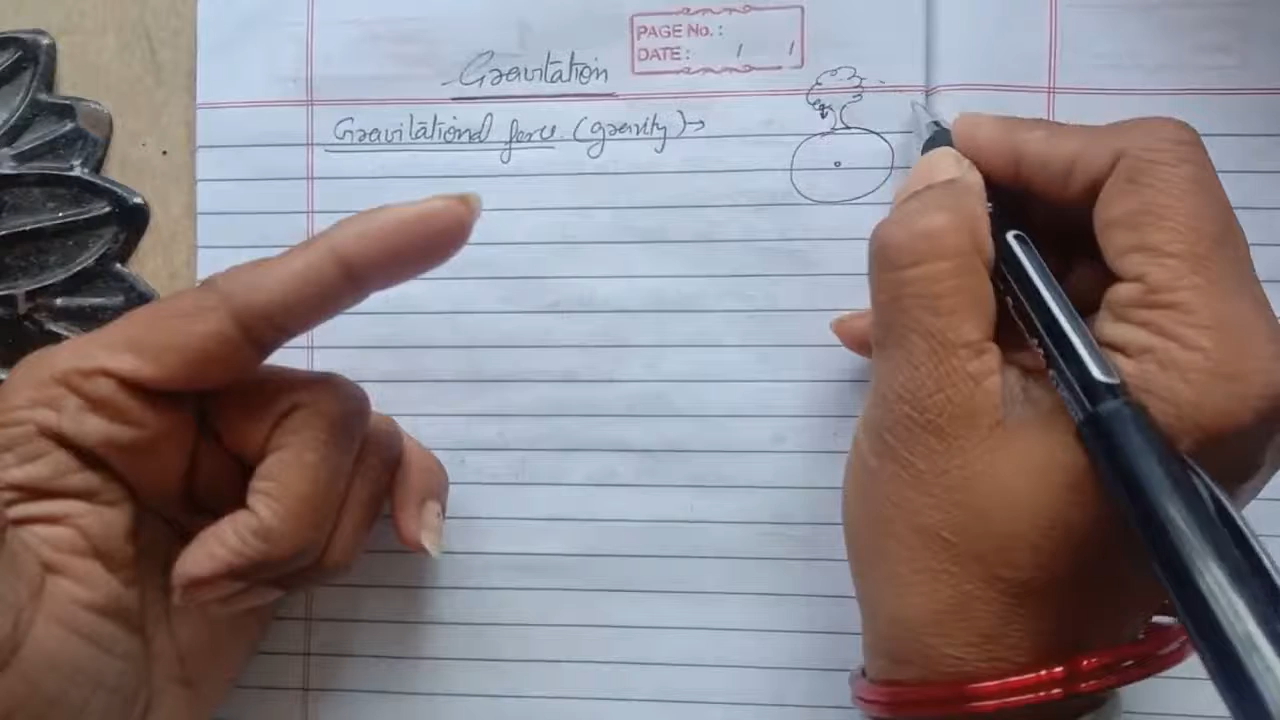 Gravitation
PAGE No.:
DATE: / /
Gravitational force (gravity)→